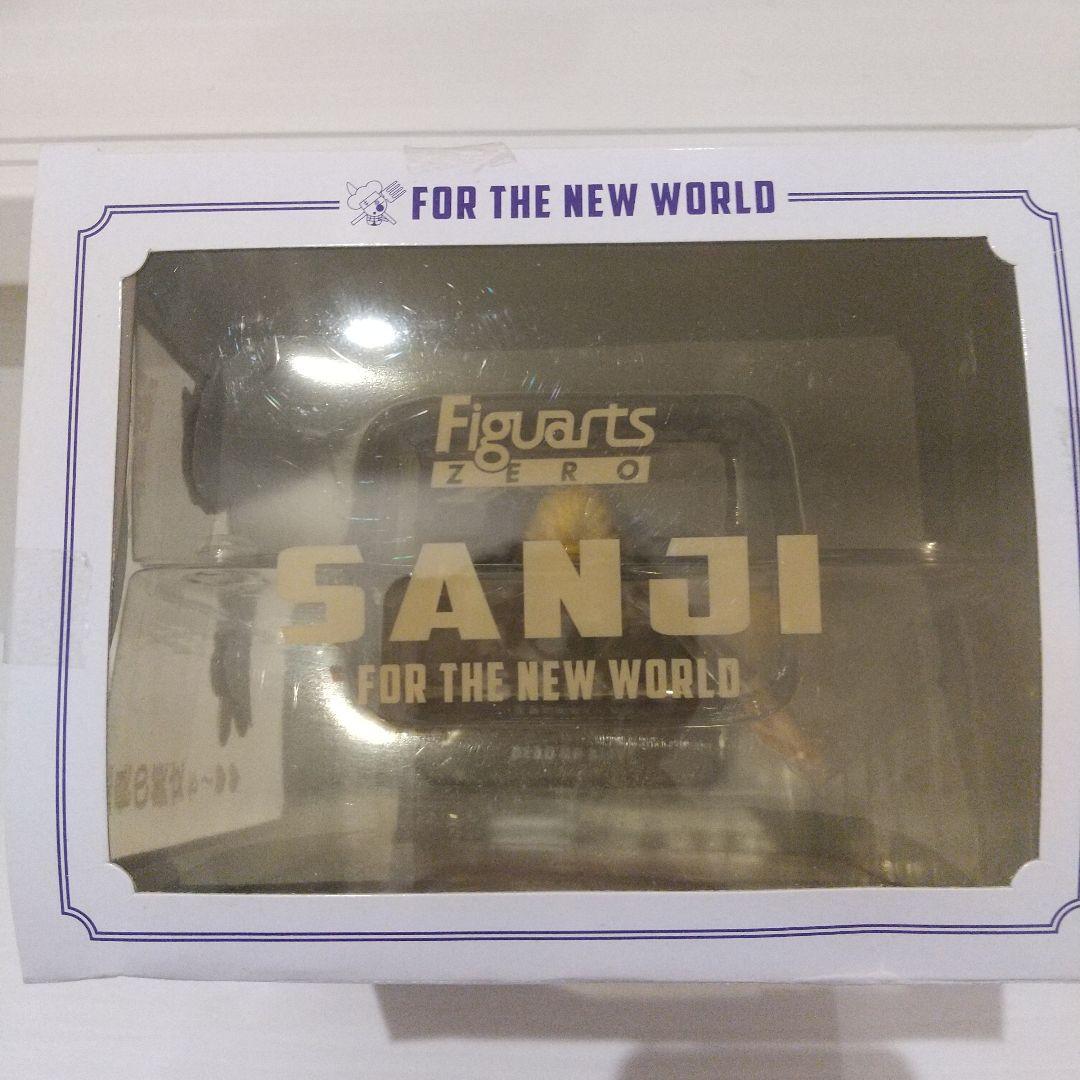 FOR THE NEW WORLD
Figuarts
ZERO
SANJI
FOR THE NEW WORLD